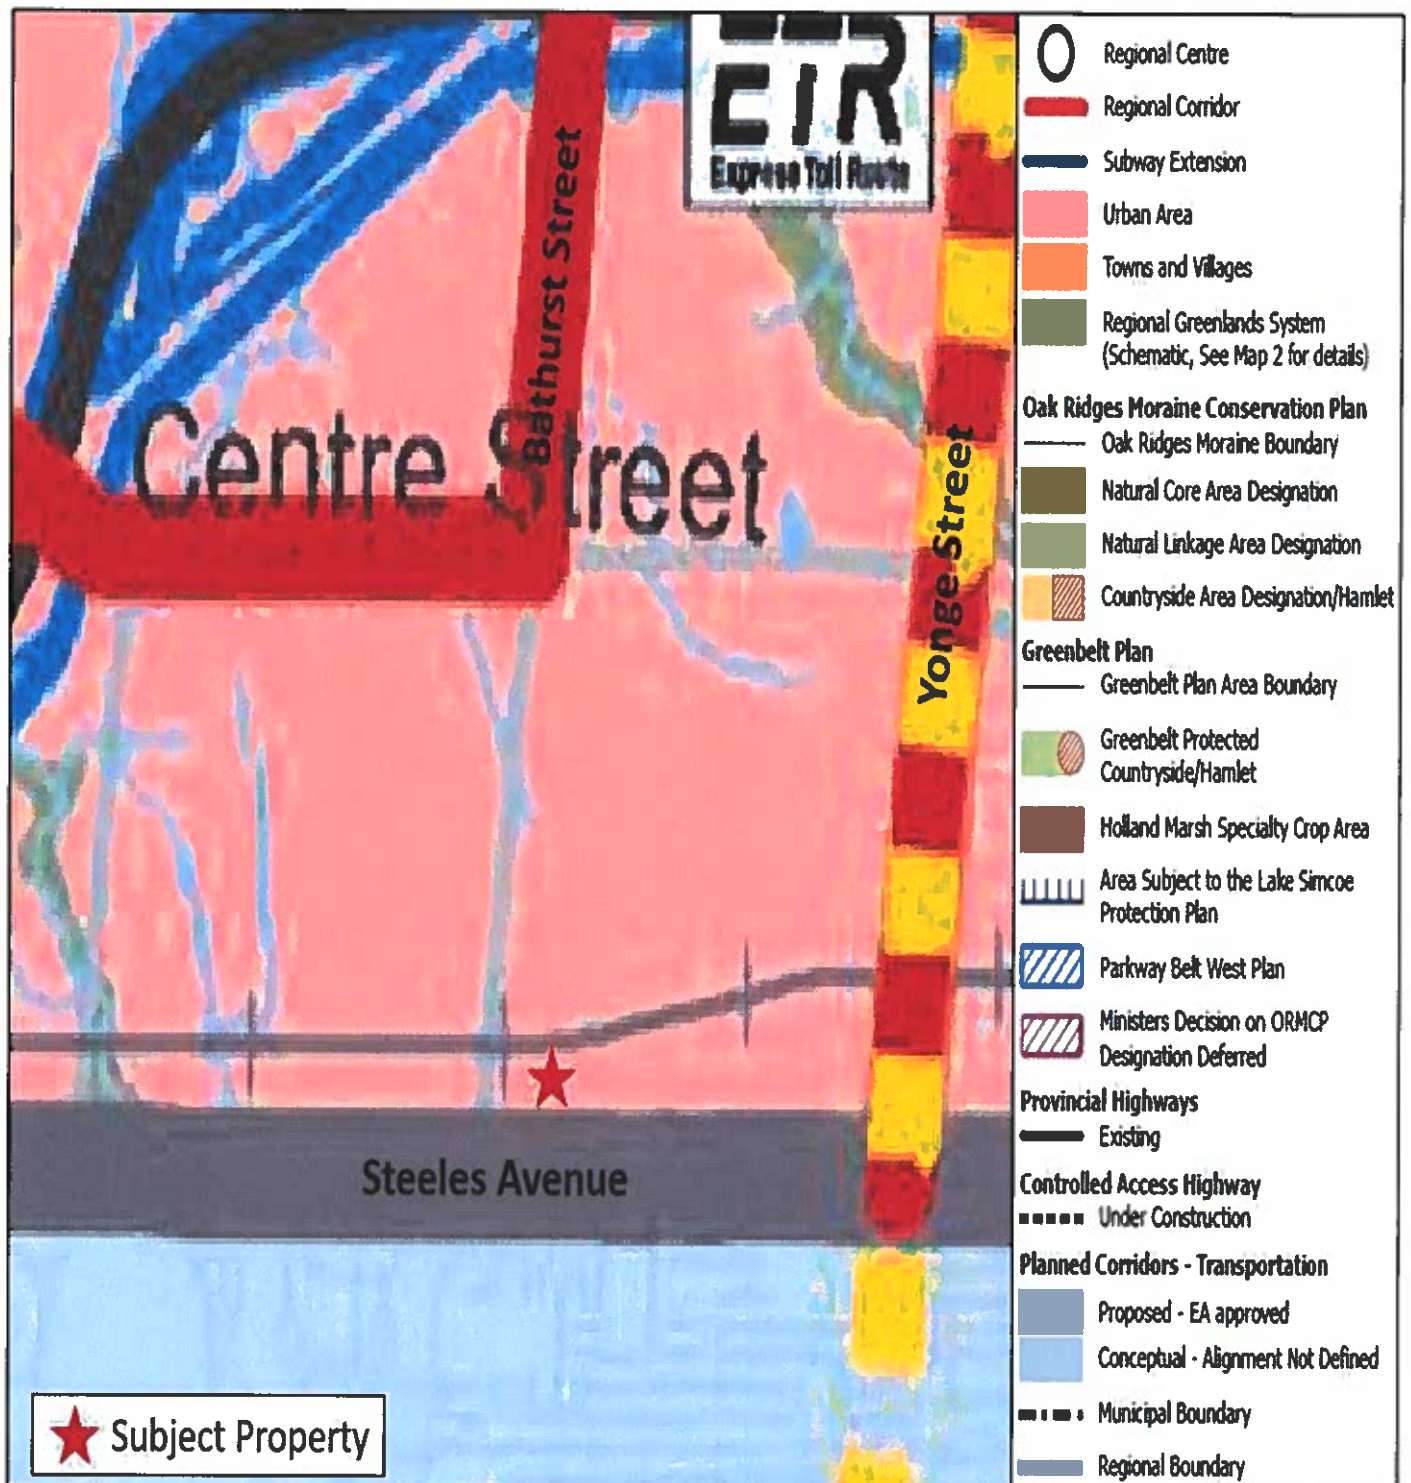 ETR
Express Toll Route
Bathurst Street
Centre Street
Yonge Street
Steeles Avenue
Subject Property
Regional Centre
Regional Corridor
Subway Extension
Urban Area
Towns and Villages
Regional Greenlands System
(Schematic, See Map 2 for details)
Oak Ridges Moraine Conservation Plan
Oak Ridges Moraine Boundary
Natural Core Area Designation
Natural Linkage Area Designation
Countryside Area Designation/Hamlet
Greenbelt Plan
Greenbelt Plan Area Boundary
Greenbelt Protected
Countryside/Hamlet
Holland Marsh Specialty Crop Area
Area Subject to the Lake Simcoe
Protection Plan
Parkway Belt West Plan
Ministers Decision on ORMCP
Designation Deferred
Provincial Highways
Existing
Controlled Access Highway
Under Construction
Planned Corridors - Transportation
Proposed - EA approved
Conceptual - Alignment Not Defined
Municipal Boundary
Regional Boundary